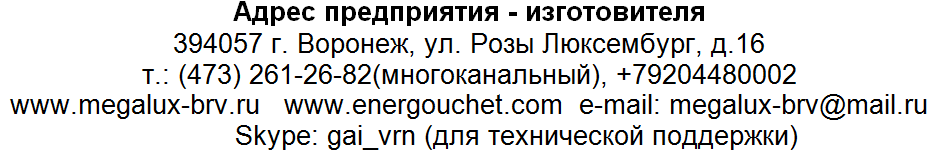 Адрес предприятия - изготовителя
394057 г. Воронеж, ул. Розы Люксембург, д.16
т.: (473) 261-26-82(многоканальный), +79204480002
www.megalux-brv.ru www.energouchet.com e-mail: megalux-brv@mail.ru
Skype: gai_vrn (для технической поддержки)